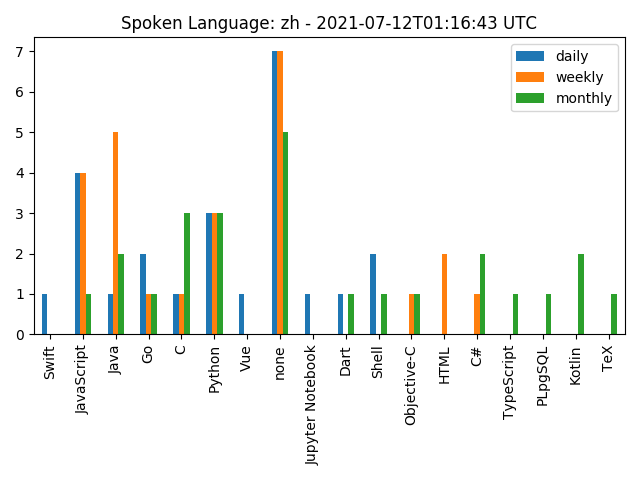 Spoken Language: zh - 2021-07-12T01:16:43 UTC
daily
weekly
monthly
7
6
5
4
3
2
1
0
Swift
JavaScript
Java
Go
C
Python
Vue
none
Jupyter Notebook
Dart
Shell
Objective-C
HTML
C#
TypeScript
PLpgSQL
Kotlin
TeX